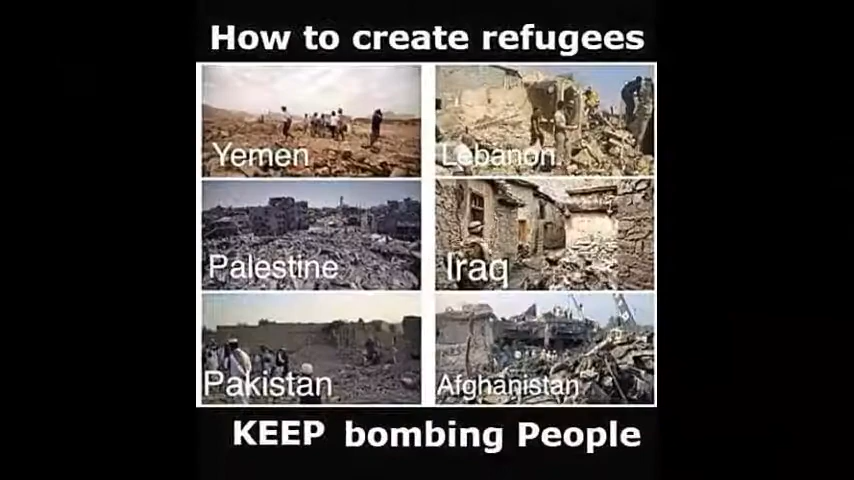 How to create refugees
Yemen
Lebanon
Palestine
Iraq
Pakistan
Afghanistan
KEEP bombing People